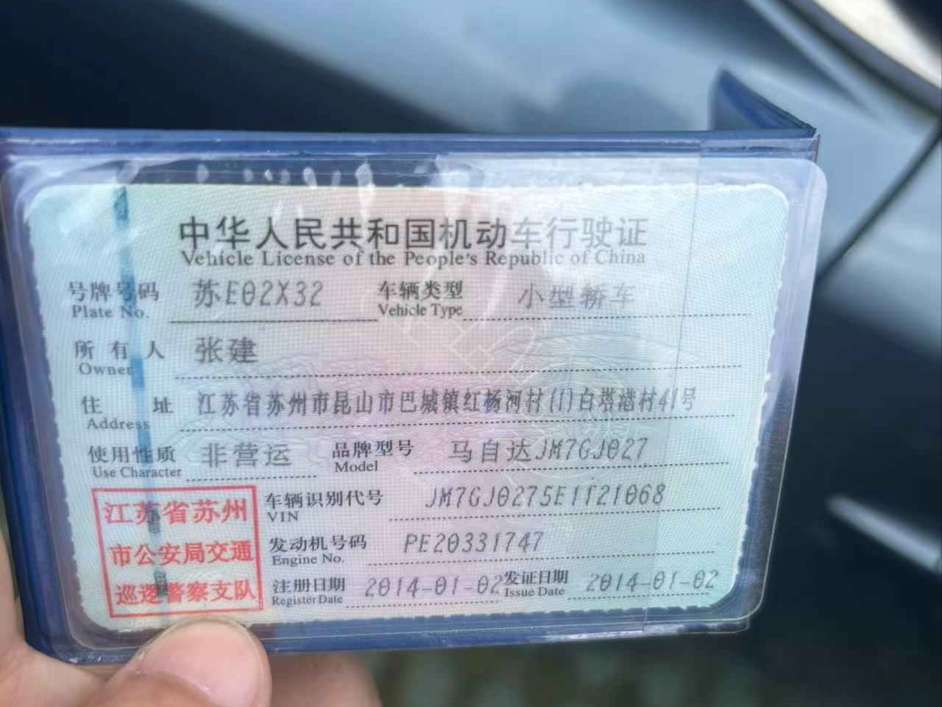 中华人民共和国机动车行驶证
Vehicle License of the People's Republic of China
号牌号码 苏E02X32 车辆类型 小型轿车
Plate No. Vehicle Type
所有人 张建
Owner
住址 江苏省苏州市昆山市巴城镇红杨河村(1)白塔港村41号
Address
使用性质 非营运 品牌型号 马自达JM7GJ027
Use Character Model
江苏省苏州 车辆识别代号 JM7GJ0275E1121068
VIN
市公安局交通 发动机号码 PE20331747
Engine No.
巡逻警察支队 注册日期 2014-01-02 发证日期 2014-01-02
Register Date Issue Date